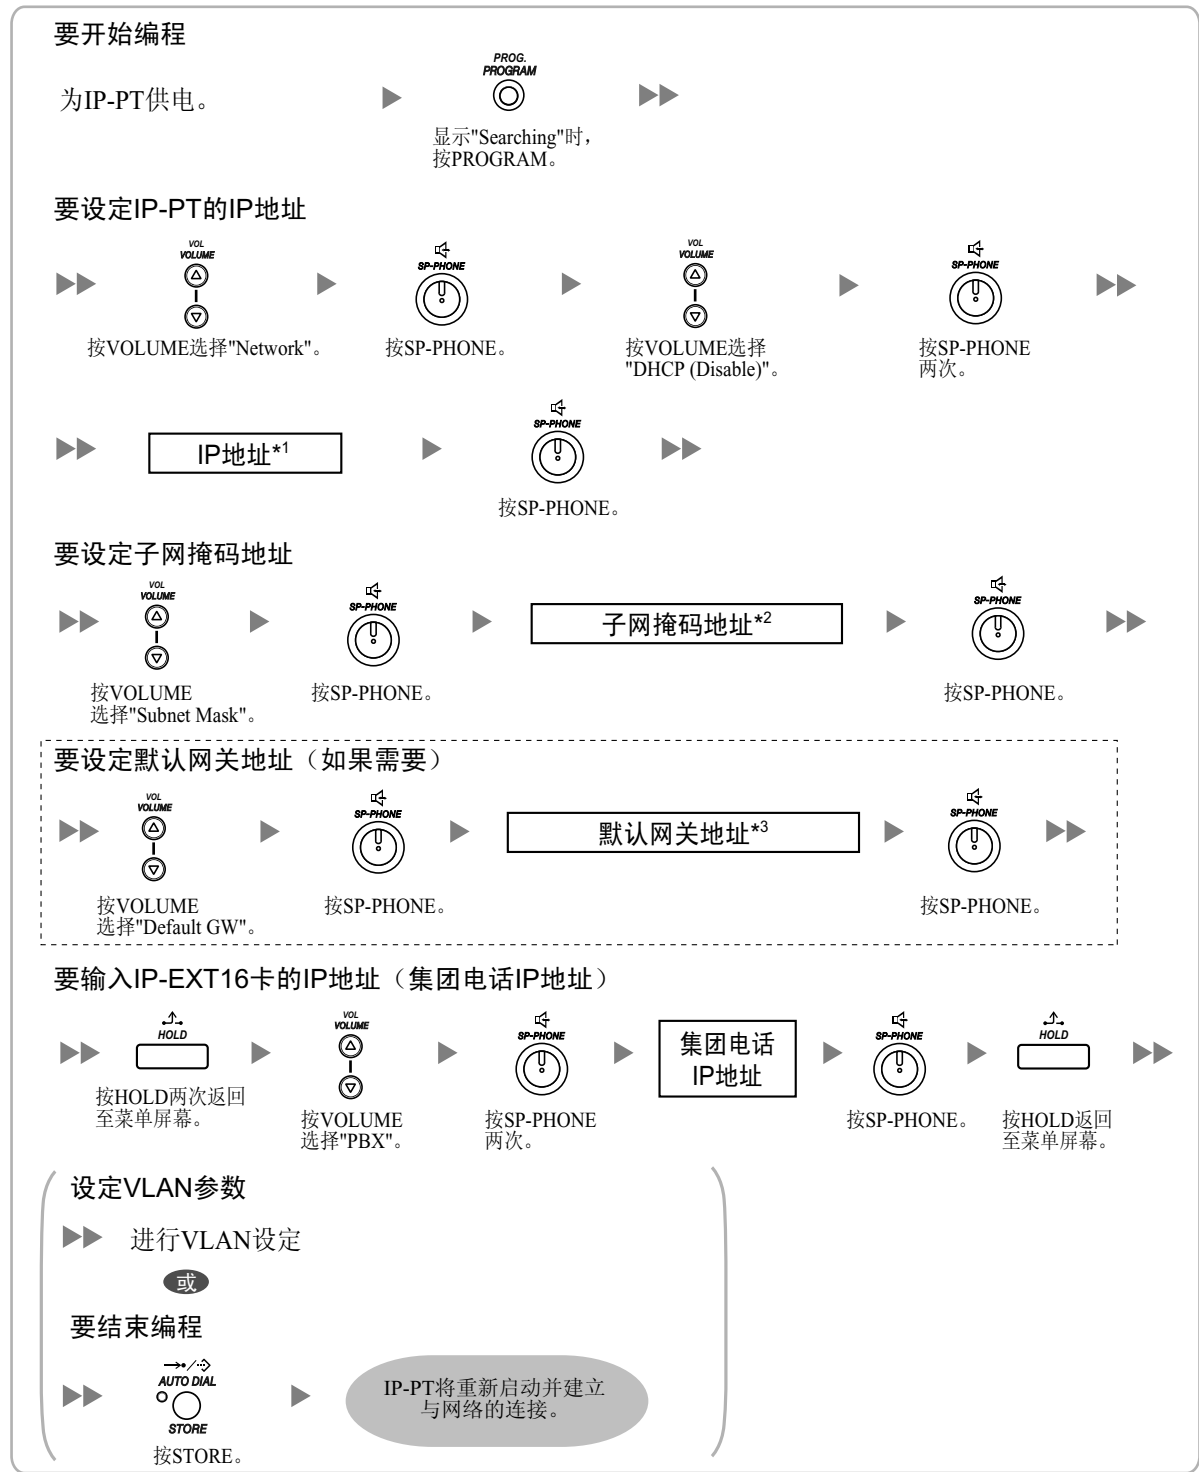 要开始编程
PROG.
PROGRAM
为IP-PT供电。
显示"Searching"时，
按PROGRAM。
要设定IP-PT的IP地址
VOL
VOLUME
按VOLUME选择"Network"。
SP-PHONE
按SP-PHONE。
VOL
VOLUME
按VOLUME选择
"DHCP (Disable)"。
SP-PHONE
按SP-PHONE
两次。
IP地址*1
SP-PHONE
按SP-PHONE。
要设定子网掩码地址
VOL
VOLUME
按VOLUME
选择"Subnet Mask"。
SP-PHONE
按SP-PHONE。
子网掩码地址*2
SP-PHONE
按SP-PHONE。
要设定默认网关地址（如果需要）
VOL
VOLUME
按VOLUME
选择"Default GW"。
SP-PHONE
按SP-PHONE。
默认网关地址*3
SP-PHONE
按SP-PHONE。
要输入IP-EXT16卡的IP地址（集团电话IP地址）
HOLD
按HOLD两次返回
至菜单屏幕。
VOL
VOLUME
按VOLUME
选择"PBX"。
SP-PHONE
按SP-PHONE
两次。
集团电话
IP地址
SP-PHONE
按SP-PHONE。
HOLD
按HOLD返回
至菜单屏幕。
设定VLAN参数
进行VLAN设定
或
要结束编程
AUTO DIAL
STORE
按STORE。
IP-PT将重新启动并建立
与网络的连接。